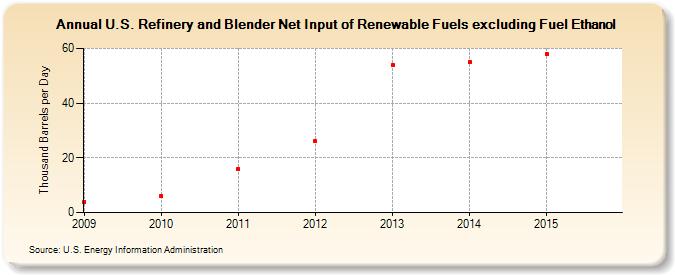 Annual U.S. Refinery and Blender Net Input of Renewable Fuels excluding Fuel Ethanol
Thousand Barrels per Day
60
40
20
0
2009 2010 2011 2012 2013 2014 2015
Source: U.S. Energy Information Administration